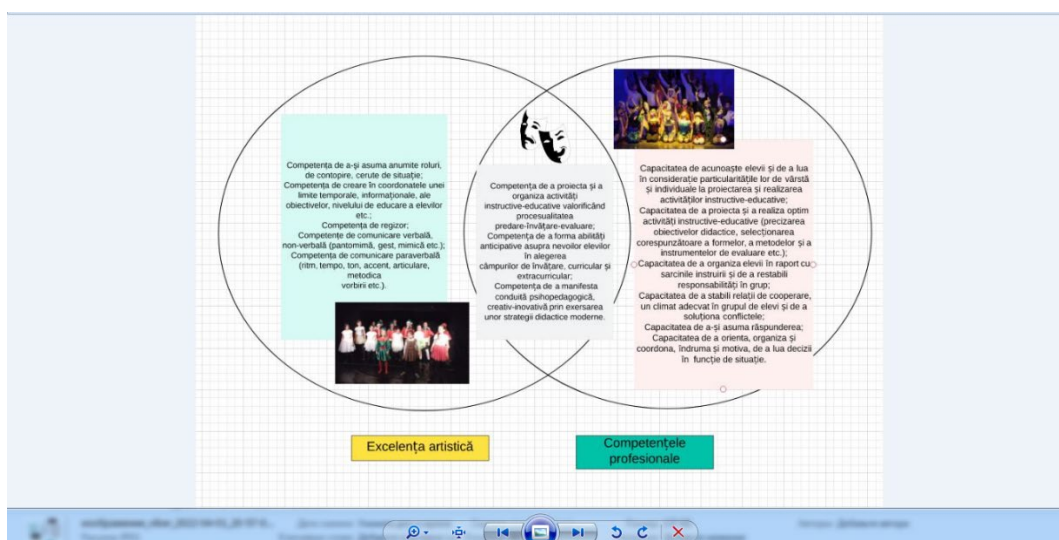 Competența de a-și asuma anumite roluri,
de contopire, cerute de situație;
Competența de creare în coordonatele unei
limite temporale, informaționale, ale
obiectivelor, nivelului de educare a elevilor
etc.;
Competența de regizor;
Competențe de comunicare verbală,
non-verbală (pantomimă, gest, mimică etc.);
Competența de comunicare paraverbală
(ritm, tempo, ton, accent, articulare,
metodica
vorbirii etc.).
Competența de a proiecta și a
organiza activități
instructive-educative valorificând
procesualitatea
predare-învățare-evaluare;
Competența de a forma abilități
anticipative asupra nevoilor elevilor
în alegerea
câmpurilor de învățare, curricular și
extracurricular;
Competența de a manifesta
conduită psihopedagogică,
creativ-inovativă prin exersarea
unor strategii didactice moderne.
Capacitatea de acunoaște elevii și de a lua
în considerație particularitățile lor de vârstă
și individuale la proiectarea și realizarea
activităților instructive-educative;
Capacitatea de a proiecta și a realiza optim
activități instructive-educative (precizarea
obiectivelor didactice, selecționarea
corespunzătoare a formelor, a metodelor și a
instrumentelor de evaluare etc.);
Capacitatea de a organiza elevii în raport cu
sarcinile instruirii și de a restabili
responsabilități în grup;
Capacitatea de a stabili relații de cooperare,
un climat adecvat în grupul de elevi și de a
soluționa conflictele;
Capacitatea de a-și asuma răspunderea;
Capacitatea de a orienta, organiza și
coordona, îndruma și motiva, de a lua decizii
în funcție de situație.
Excelența artistică
Competențele
profesionale